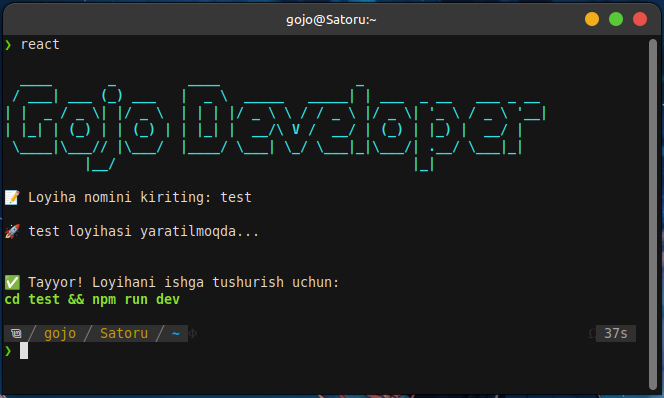 gojo@Satoru:~
❯ react
Gojo Developer
📝 Loyiha nomini kiriting: test
🚀 test loyihasi yaratilmoqda...
✅ Tayyor! Loyihani ishga tushurish uchun:
cd test && npm run dev
/ gojo / Satoru / ~
37s
❯